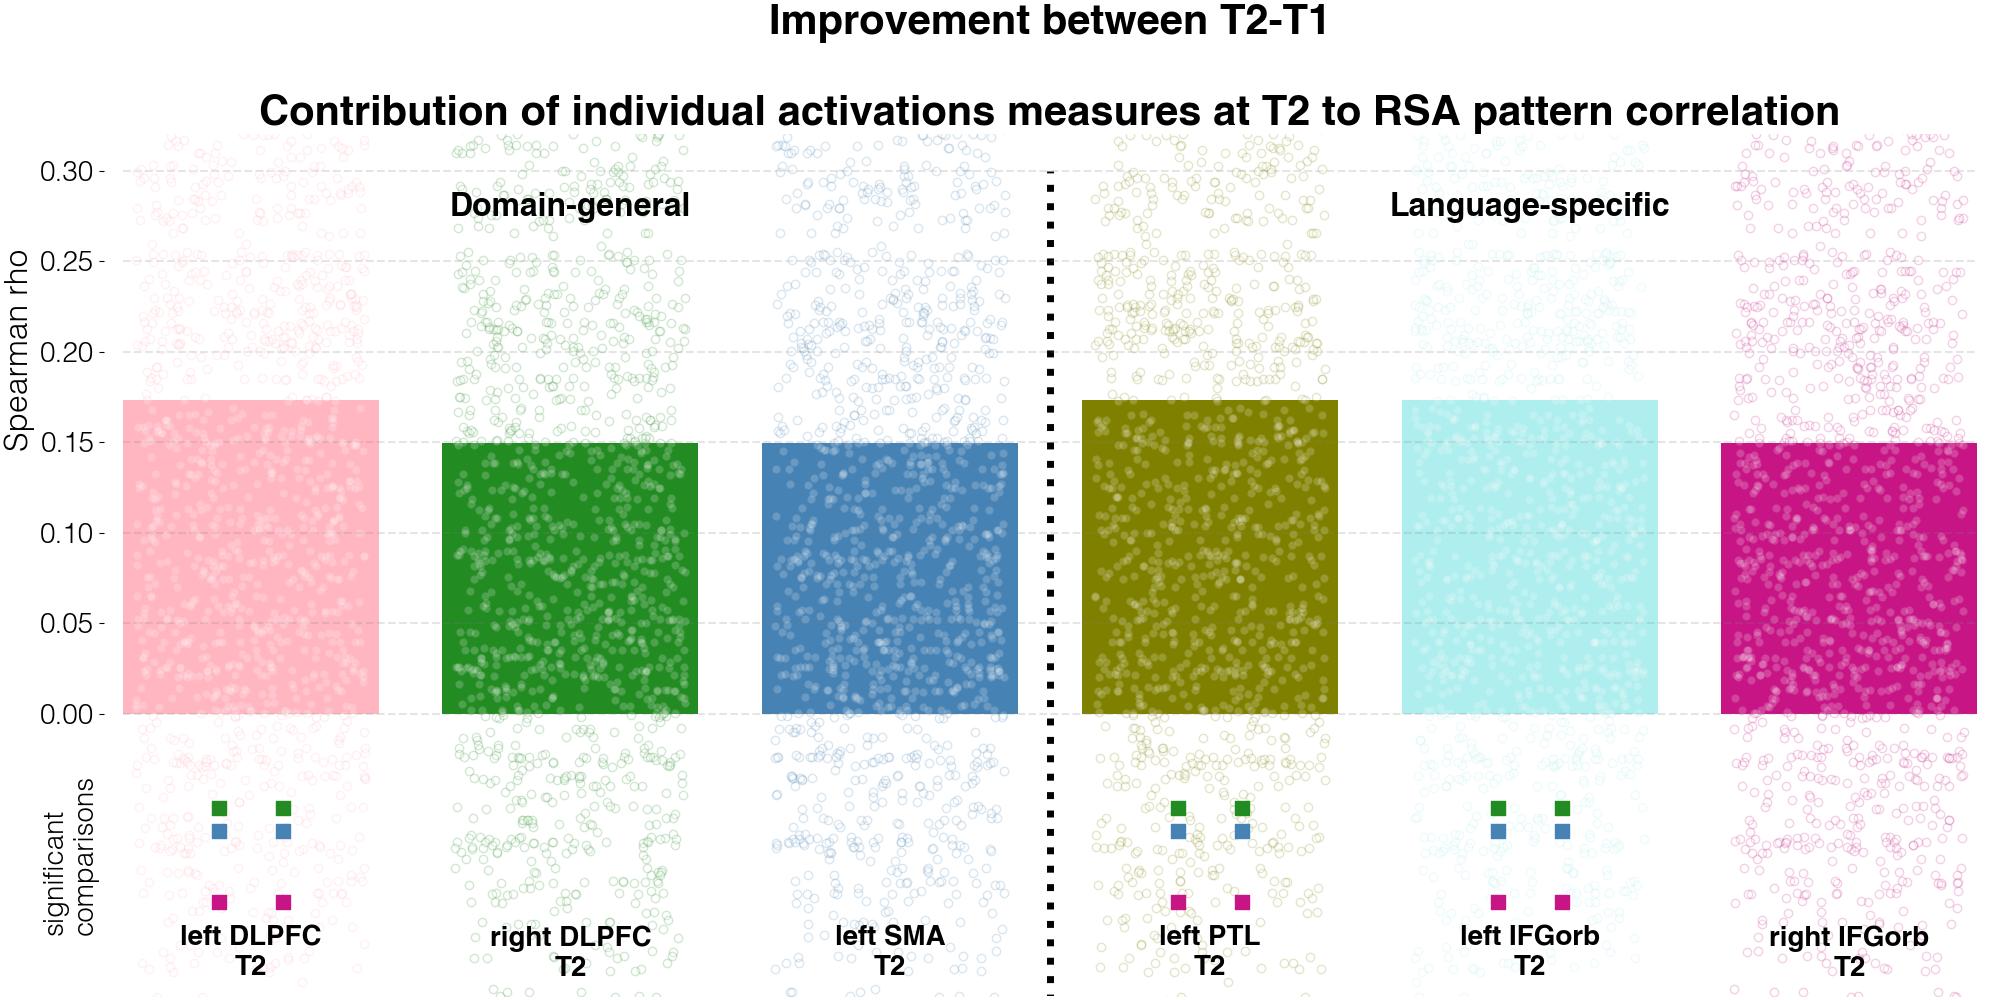 Improvement between T2-T1
Contribution of individual activations measures at T2 to RSA pattern correlation
Domain-general
Language-specific
Spearman rho
0.30
0.25
0.20
0.15
0.10
0.05
0.00
significant
comparisons
left DLPFC
T2
right DLPFC
T2
left SMA
T2
left PTL
T2
left IFGorb
T2
right IFGorb
T2